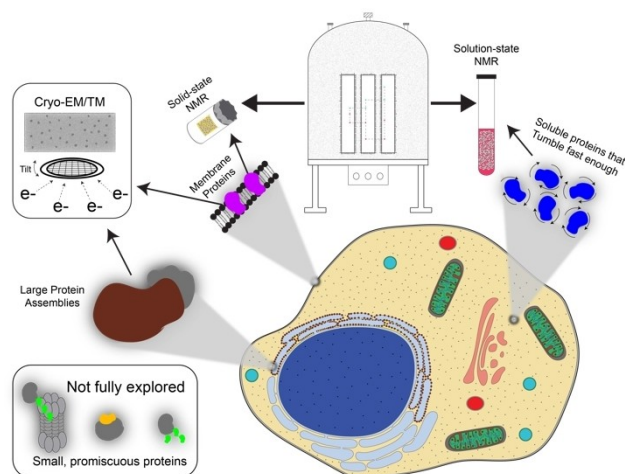 Solution-state
NMR
Solid-state
NMR
Cryo-EM/TM
Tilt
e-
e-
e-
e-
Membrane
Proteins
Soluble proteins that
Tumble fast enough
Large Protein
Assemblies
Not fully explored
Small, promiscuous proteins